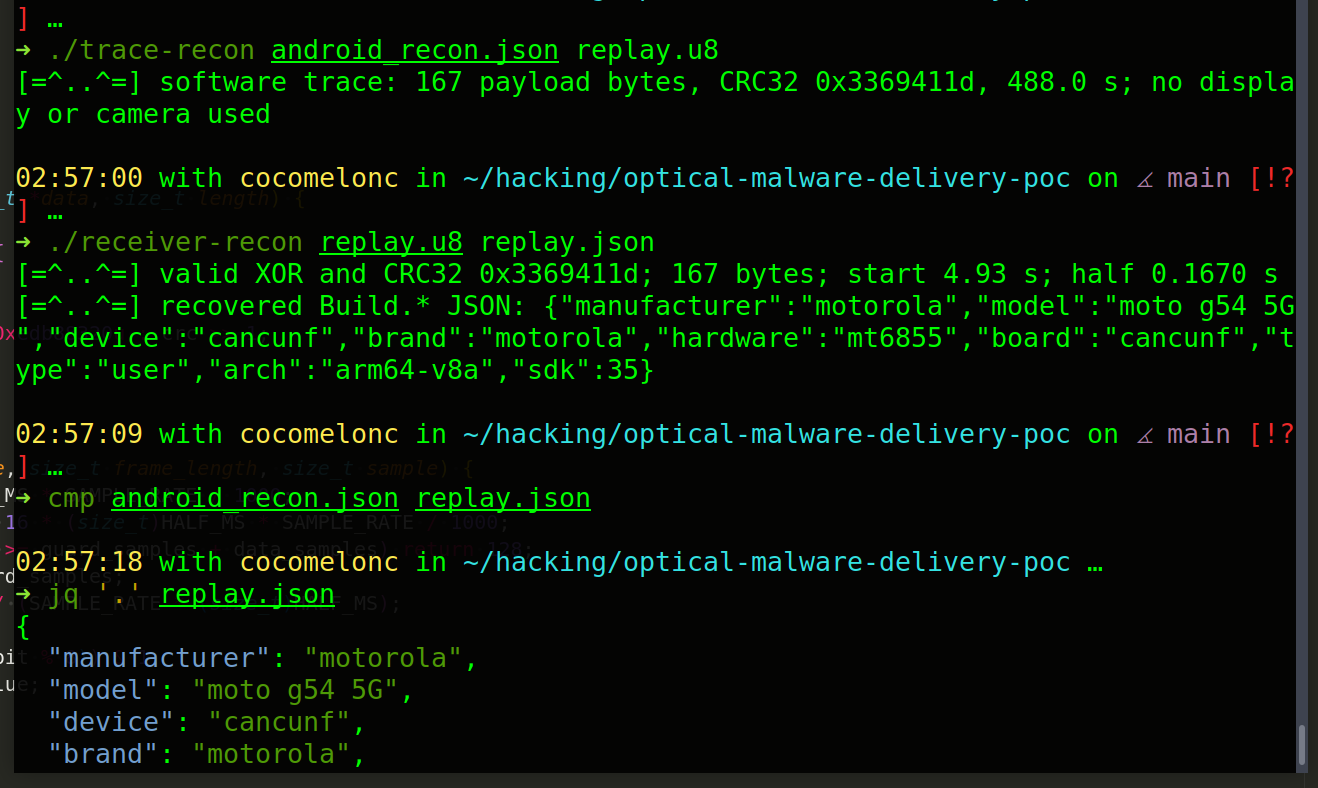 ] …
➜ ./trace-recon android_recon.json replay.u8
[=^..^=] software trace: 167 payload bytes, CRC32 0x3369411d, 488.0 s; no displa
y or camera used
02:57:00 with cocomelonc in ~/hacking/optical-malware-delivery-poc on main [!?
] …
➜ ./receiver-recon replay.u8 replay.json
[=^..^=] valid XOR and CRC32 0x3369411d; 167 bytes; start 4.93 s; half 0.1670 s
[=^..^=] recovered Build.* JSON: {"manufacturer":"motorola","model":"moto g54 5G
","device":"cancunf","brand":"motorola","hardware":"mt6855","board":"cancunf","t
ype":"user","arch":"arm64-v8a","sdk":35}
02:57:09 with cocomelonc in ~/hacking/optical-malware-delivery-poc on main [!?
] …
➜ cmp android_recon.json replay.json
02:57:18 with cocomelonc in ~/hacking/optical-malware-delivery-poc …
➜ jq '.' replay.json
{
"manufacturer": "motorola",
"model": "moto g54 5G",
"device": "cancunf",
"brand": "motorola",